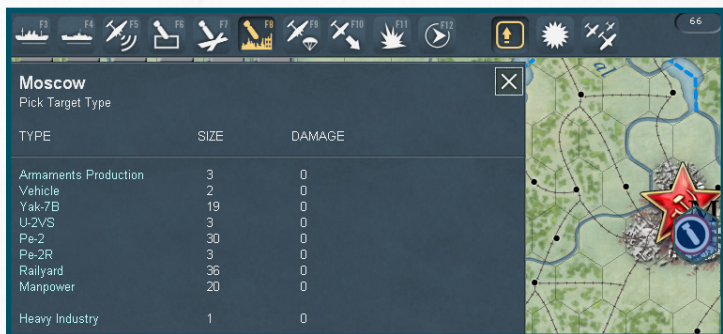 F3 F4 F5 F6 F7 F8 F9 F10 F11 F12 66
Moscow
Pick Target Type
TYPE SIZE DAMAGE
Armaments Production 3 0
Vehicle 2 0
Yak-7B 19 0
U-2VS 3 0
Pe-2 30 0
Pe-2R 3 0
Railyard 36 0
Manpower 20 0
Heavy Industry 1 0
al
M